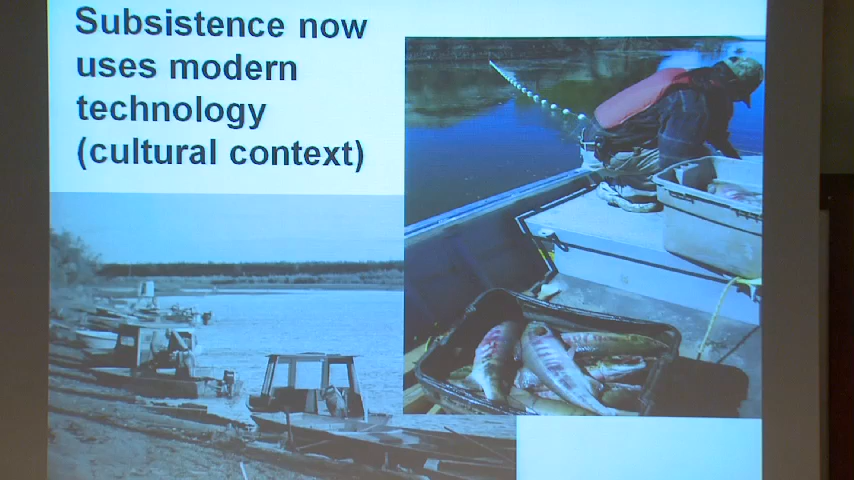 Subsistence now
uses modern
technology
(cultural context)